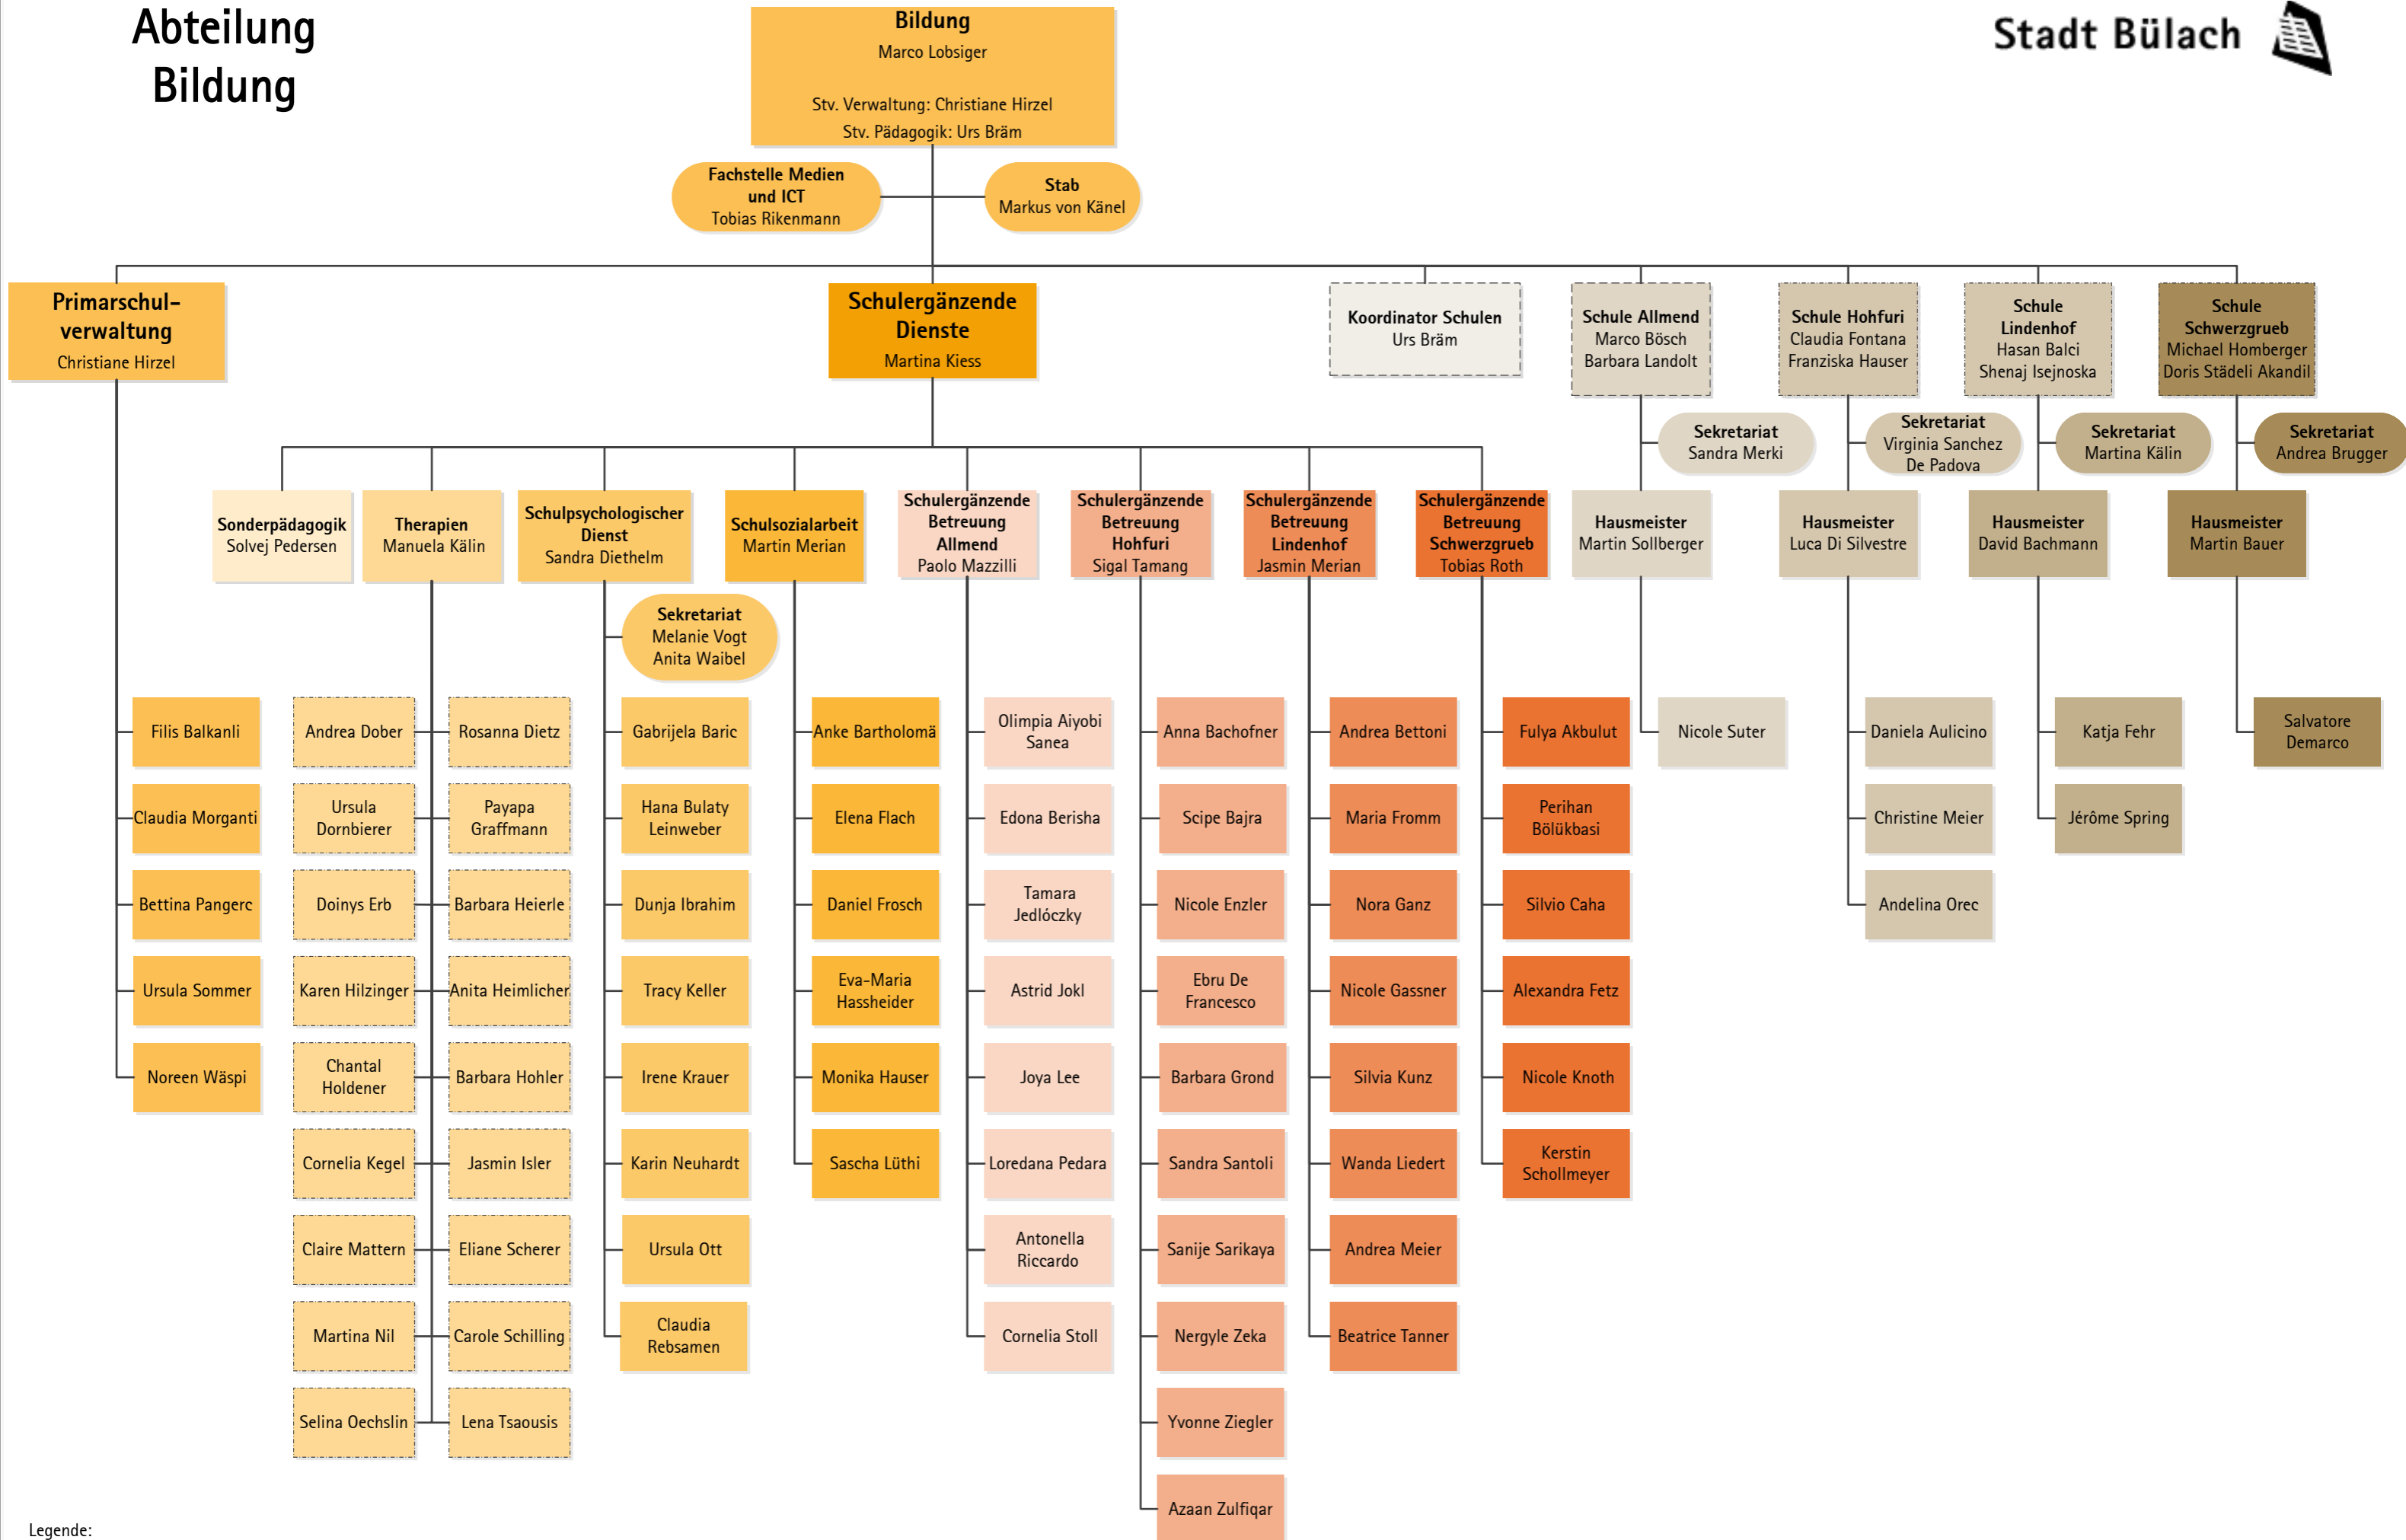 Abteilung
Bildung
Stadt Bülach
Bildung
Marco Lobsiger
Stv. Verwaltung: Christiane Hirzel
Stv. Pädagogik: Urs Bräm
Fachstelle Medien
und ICT
Tobias Rikenmann
Stab
Markus von Känel
Primarschul-
verwaltung
Christiane Hirzel
Schulergänzende
Dienste
Martina Kiess
Koordinator Schulen
Urs Bräm
Schule Allmend
Marco Bösch
Barbara Landolt
Schule Hohfuri
Claudia Fontana
Franziska Hauser
Schule
Lindenhof
Hasan Balci
Shenaj Isejnoska
Schule
Schwerzgrueb
Michael Homberger
Doris Städeli Akandil
Sekretariat
Sandra Merki
Sekretariat
Virginia Sanchez
De Padova
Sekretariat
Martina Kälin
Sekretariat
Andrea Brugger
Sonderpädagogik
Solvej Pedersen
Therapien
Manuela Kälin
Schulpsychologischer
Dienst
Sandra Diethelm
Schulsozialarbeit
Martin Merian
Schulergänzende
Betreuung
Allmend
Paolo Mazzilli
Schulergänzende
Betreuung
Hohfuri
Sigal Tamang
Schulergänzende
Betreuung
Lindenhof
Jasmin Merian
Schulergänzende
Betreuung
Schwerzgrueb
Tobias Roth
Hausmeister
Martin Sollberger
Hausmeister
Luca Di Silvestre
Hausmeister
David Bachmann
Hausmeister
Martin Bauer
Sekretariat
Melanie Vogt
Anita Waibel
Filis Balkanli
Claudia Morganti
Bettina Pangerc
Ursula Sommer
Noreen Wäspi
Andrea Dober
Ursula
Dornbierer
Doinys Erb
Karen Hilzinger
Chantal
Holdener
Cornelia Kegel
Claire Mattern
Martina Nil
Selina Oechslin
Rosanna Dietz
Payapa
Graffmann
Barbara Heierle
Anita Heimlicher
Barbara Hohler
Jasmin Isler
Eliane Scherer
Carole Schilling
Lena Tsaousis
Gabrijela Baric
Hana Bulaty
Leinweber
Dunja Ibrahim
Tracy Keller
Irene Krauer
Karin Neuhardt
Ursula Ott
Claudia
Rebsamen
Anke Bartholomä
Elena Flach
Daniel Frosch
Eva-Maria
Hassheider
Monika Hauser
Sascha Lüthi
Olimpia Aiyobi
Sanea
Edona Berisha
Tamara
Jedlóczky
Astrid Jokl
Joya Lee
Loredana Pedara
Antonella
Riccardo
Cornelia Stoll
Anna Bachofner
Scipe Bajra
Nicole Enzler
Ebru De
Francesco
Barbara Grond
Sandra Santoli
Sanije Sarikaya
Nergyle Zeka
Yvonne Ziegler
Azaan Zulfiqar
Andrea Bettoni
Maria Fromm
Nora Ganz
Nicole Gassner
Silvia Kunz
Wanda Liedert
Andrea Meier
Beatrice Tanner
Fulya Akbulut
Perihan
Bölükbasi
Silvio Caha
Alexandra Fetz
Nicole Knoth
Kerstin
Schollmeyer
Nicole Suter
Daniela Aulicino
Christine Meier
Andelina Orec
Katja Fehr
Jérôme Spring
Salvatore
Demarco
Legende: